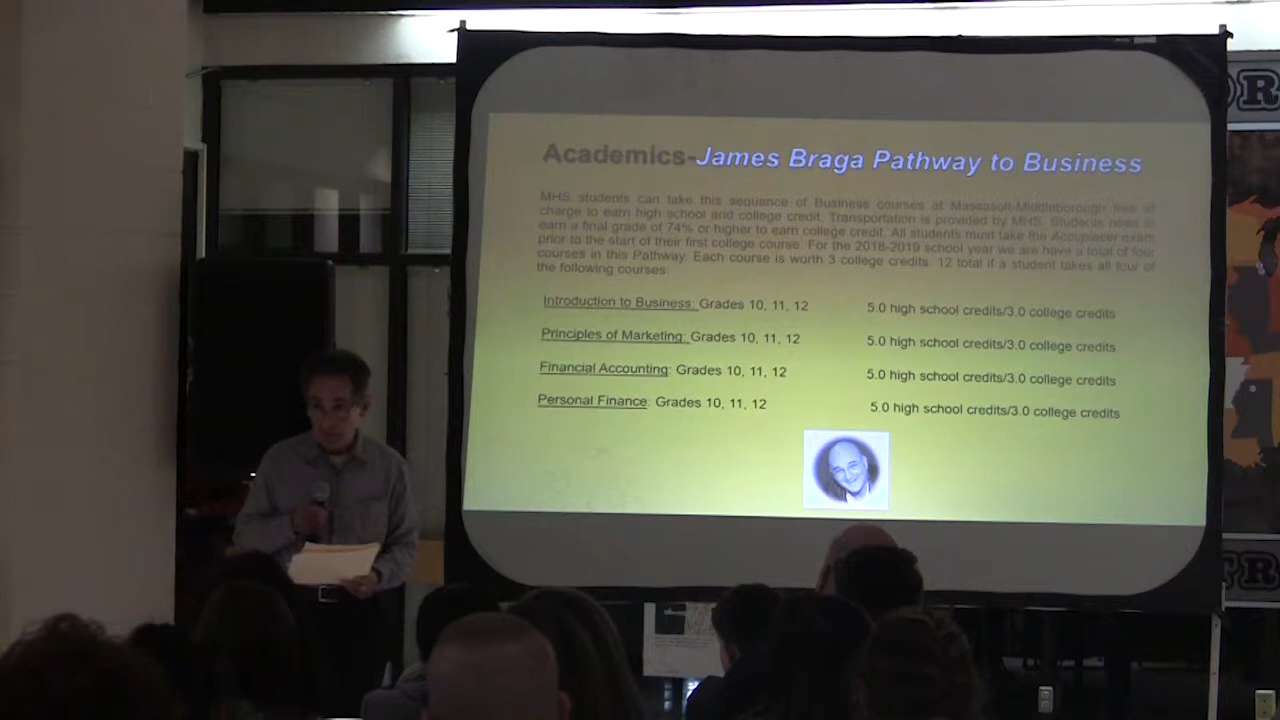 OR
Academics-James Braga Pathway to Business
MHS students can take this sequence of Business courses at Massasoit-Middleborough free of
charge to earn high school and college credit. Transportation is provided by MHS. Students need to
earn a final grade of 74% or higher to earn college credit. All students must take the Accuplacer exam
prior to the start of their first college course. For the 2018-2019 school year we are have a total of four
courses in this Pathway. Each course is worth 3 college credits. 12 total if a student takes all four of
the following courses:
Introduction to Business: Grades 10, 11, 12 5.0 high school credits/3.0 college credits
Principles of Marketing: Grades 10, 11, 12 5.0 high school credits/3.0 college credits
Financial Accounting: Grades 10, 11, 12 5.0 high school credits/3.0 college credits
Personal Finance: Grades 10, 11, 12 5.0 high school credits/3.0 college credits
TR